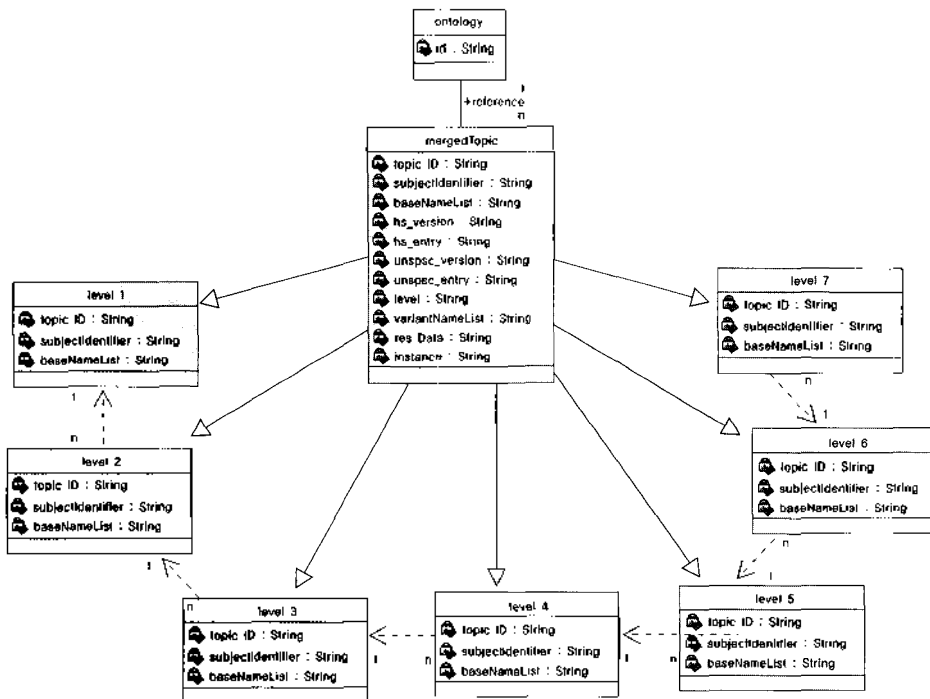 ontology
id : String
1
+reference
n
mergedTopic
topic_ID : String
subjectIdentifier : String
baseNameList : String
hs_version : String
hs_entry : String
unspsc_version : String
unspsc_entry : String
level : String
variantNameList : String
res_Data : String
instance : String
level 1
topic ID : String
subjectIdentifier : String
baseNameList : String
1
n
level 2
topic ID : String
subjectIdentifier : String
baseNameList : String
1
n
level 3
topic ID : String
subjectIdentifier : String
baseNameList : String
1
n
level 4
topic ID : String
subjectIdentifier : String
baseNameList : String
1
n
level 5
topic ID : String
subjectIdentifier : String
baseNameList : String
1
n
level 6
topic ID : String
subjectIdentifier : String
baseNameList : String
1
n
level 7
topic ID : String
subjectIdentifier : String
baseNameList : String